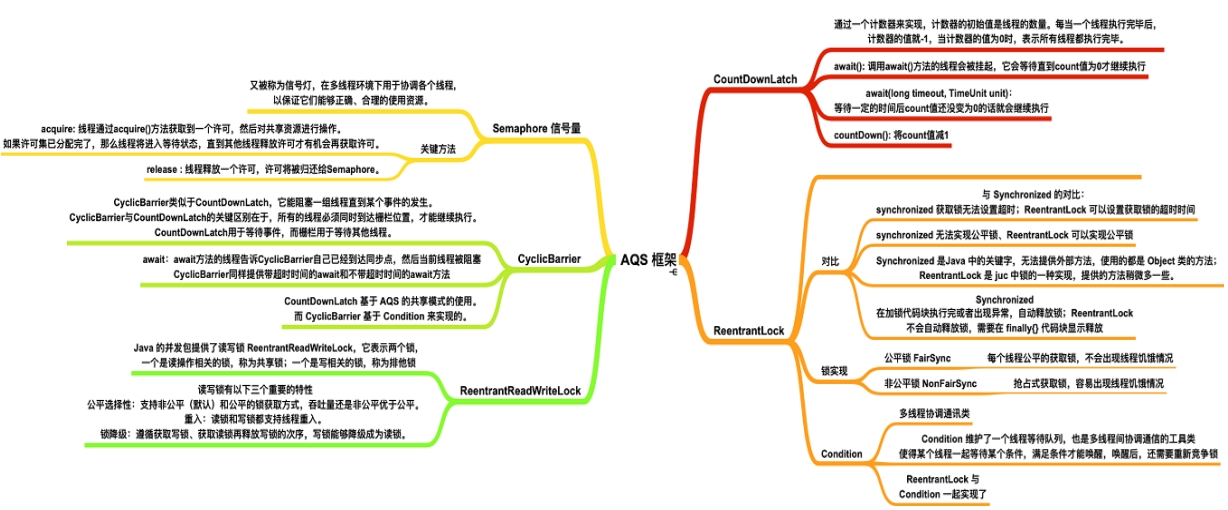 AQS 框架
CountDownLatch
通过一个计数器来实现，计数器的初始值是线程的数量。每当一个线程执行完毕后，
计数器的值就-1，当计数器的值为0时，表示所有线程都执行完毕。
await(): 调用await()方法的线程会被挂起，它会等待直到count值为0才继续执行
await(long timeout, TimeUnit unit)：
等待一定的时间后count值还没变为0的话就会继续执行
countDown(): 将count值减1
ReentrantLock
对比
与 Synchronized 的对比：
synchronized 获取锁无法设置超时；ReentrantLock 可以设置获取锁的超时时间
synchronized 无法实现公平锁、ReentrantLock 可以实现公平锁
Synchronized 是Java 中的关键字，无法提供外部方法，使用的都是 Object 类的方法；
ReentrantLock 是 juc 中锁的一种实现，提供的方法稍微多一些。
Synchronized
在加锁代码块执行完或者出现异常，自动释放锁；ReentrantLock
不会自动释放锁，需要在 finally{} 代码块显示释放
锁实现
公平锁 FairSync
每个线程公平的获取锁，不会出现线程饥饿情况
非公平锁 NonFairSync
抢占式获取锁，容易出现线程饥饿情况
Condition
多线程协调通讯类
Condition 维护了一个线程等待队列，也是多线程间协调通信的工具类
使得某个线程一起等待某个条件，满足条件才能唤醒，唤醒后，还需要重新竞争锁
ReentrantLock 与
Condition 一起实现了
Semaphore 信号量
又被称为信号灯，在多线程环境下用于协调各个线程，
以保证它们能够正确、合理的使用资源。
关键方法
acquire: 线程通过acquire()方法获取到一个许可，然后对共享资源进行操作。
如果许可集已分配完了，那么线程将进入等待状态，直到其他线程释放许可才有机会再获取许可。
release : 线程释放一个许可，许可将被归还给Semaphore。
CyclicBarrier
CyclicBarrier类似于CountDownLatch，它能阻塞一组线程直到某个事件的发生。
CyclicBarrier与CountDownLatch的关键区别在于，所有的线程必须同时到达栅栏位置，才能继续执行。
CountDownLatch用于等待事件，而栅栏用于等待其他线程。
await：await方法的线程告诉CyclicBarrier自己已经到达同步点，然后当前线程被阻塞
CyclicBarrier同样提供带超时时间的await和不带超时时间的await方法
CountDownLatch 基于 AQS 的共享模式的使用。
而 CyclicBarrier 基于 Condition 来实现的。
ReentrantReadWriteLock
Java 的并发包提供了读写锁 ReentrantReadWriteLock，它表示两个锁，
一个是读操作相关的锁，称为共享锁；一个是写相关的锁，称为排他锁
读写锁有以下三个重要的特性
公平选择性：支持非公平（默认）和公平的锁获取方式，吞吐量还是非公平优于公平。
重入：读锁和写锁都支持线程重入。
锁降级：遵循获取写锁、获取读锁再释放写锁的次序，写锁能够降级成为读锁。